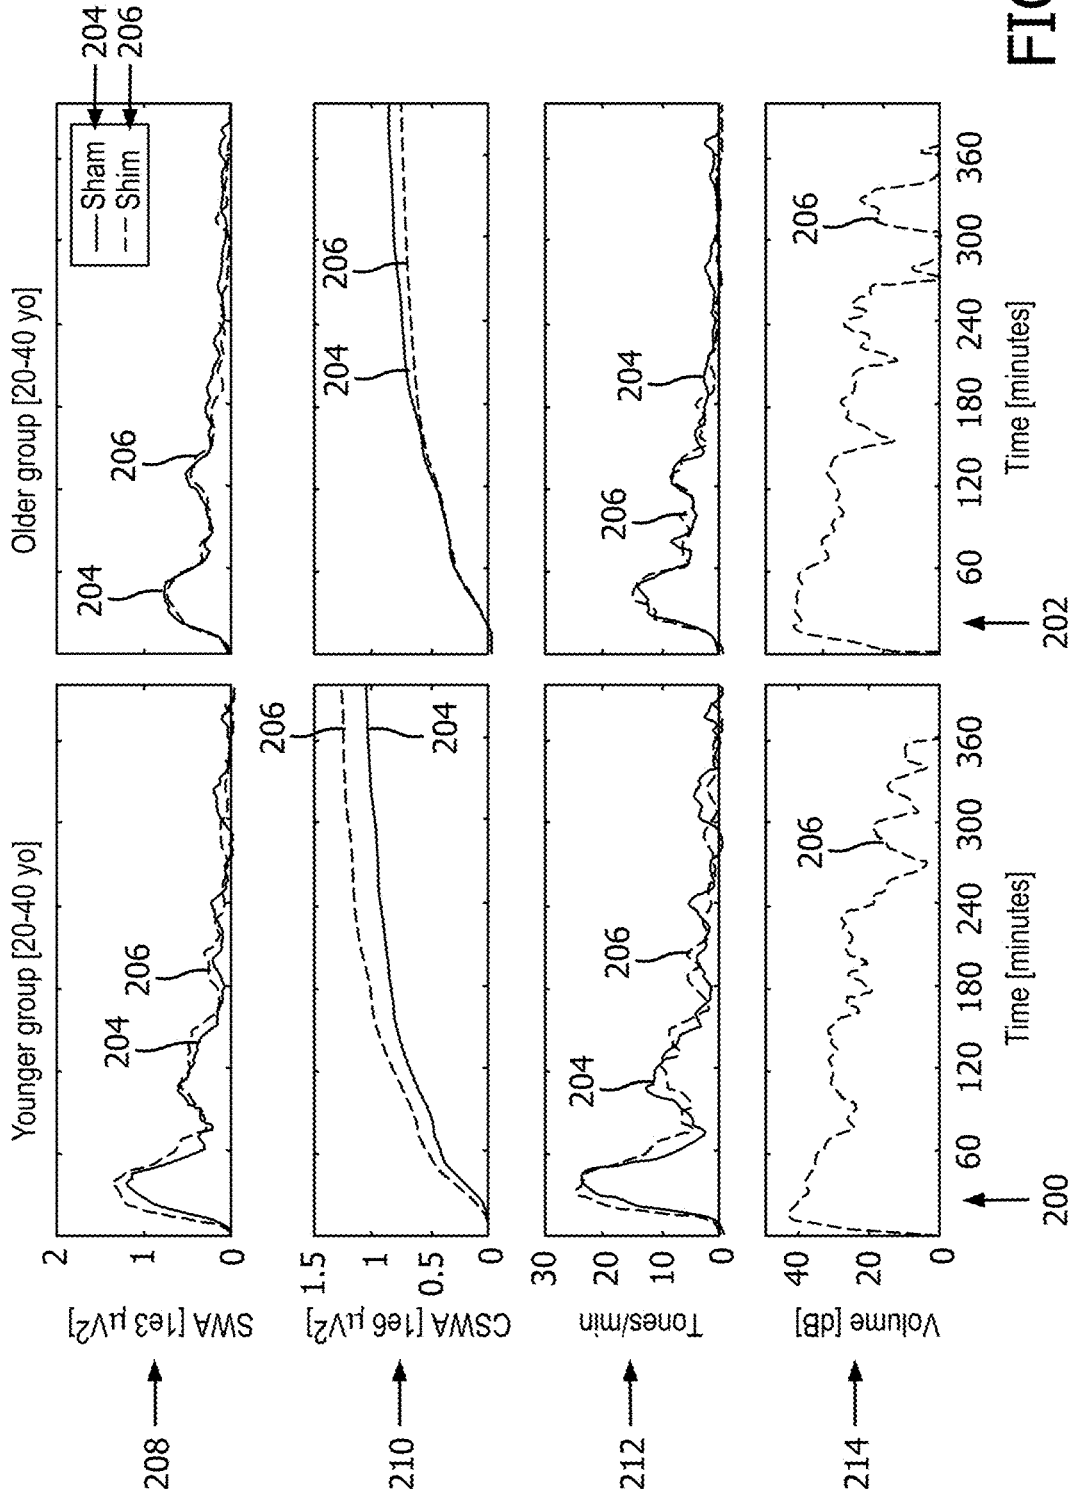 Younger group [20-40 yo]
Older group [20-40 yo]
208
SWA [1e3 µV²]
2
1
0
204
206
204
206
Sham
Shim
204
206
210
CSWA [1e6 µV²]
1.5
1
0.5
0
206
204
204
206
212
Tones/min
30
20
10
0
204
206
206
204
214
Volume [dB]
40
20
0
206
206
60 120 180 240 300 360
60 120 180 240 300 360
Time [minutes]
Time [minutes]
200
202
FIG